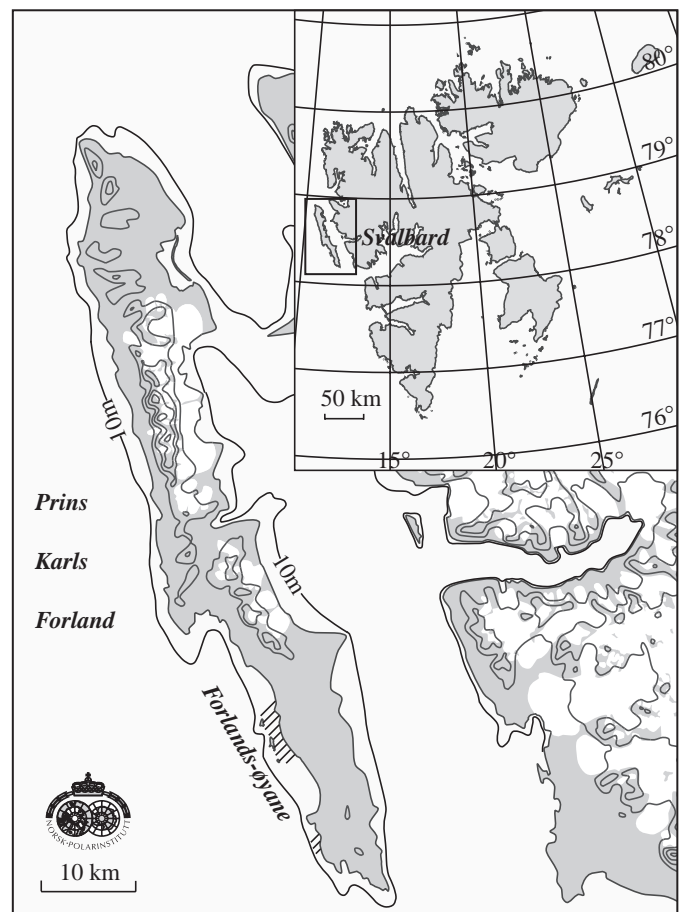 80°
79°
Svalbard
78°
77°
50 km
76°
15°
20°
25°
10m
Prins
10m
Karls
Forland
Forlands-øyane
NORSK-POLARINSTITUTT
10 km